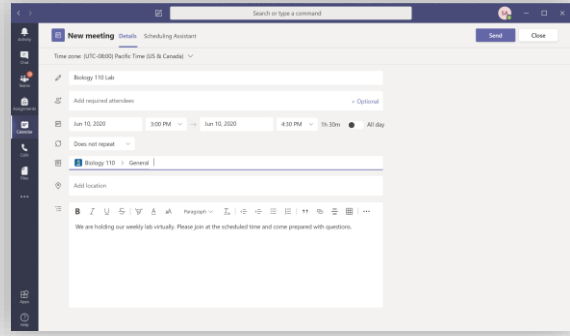 Search or type a command
SA
New meeting Details Scheduling Assistant
Send Close
Time zone: (UTC-08:00) Pacific Time (US & Canada)
Activity
Chat
Teams
Assignments
Calendar
Calls
Files
Apps
Help
Biology 110 Lab
Add required attendees
+ Optional
Jun 10, 2020 3:00 PM → Jun 10, 2020 4:30 PM 1h 30m All day
Does not repeat
Biology 110 > General
Add location
B I U S A aA Paragraph
We are holding our weekly lab virtually. Please join at the scheduled time and come prepared with questions.